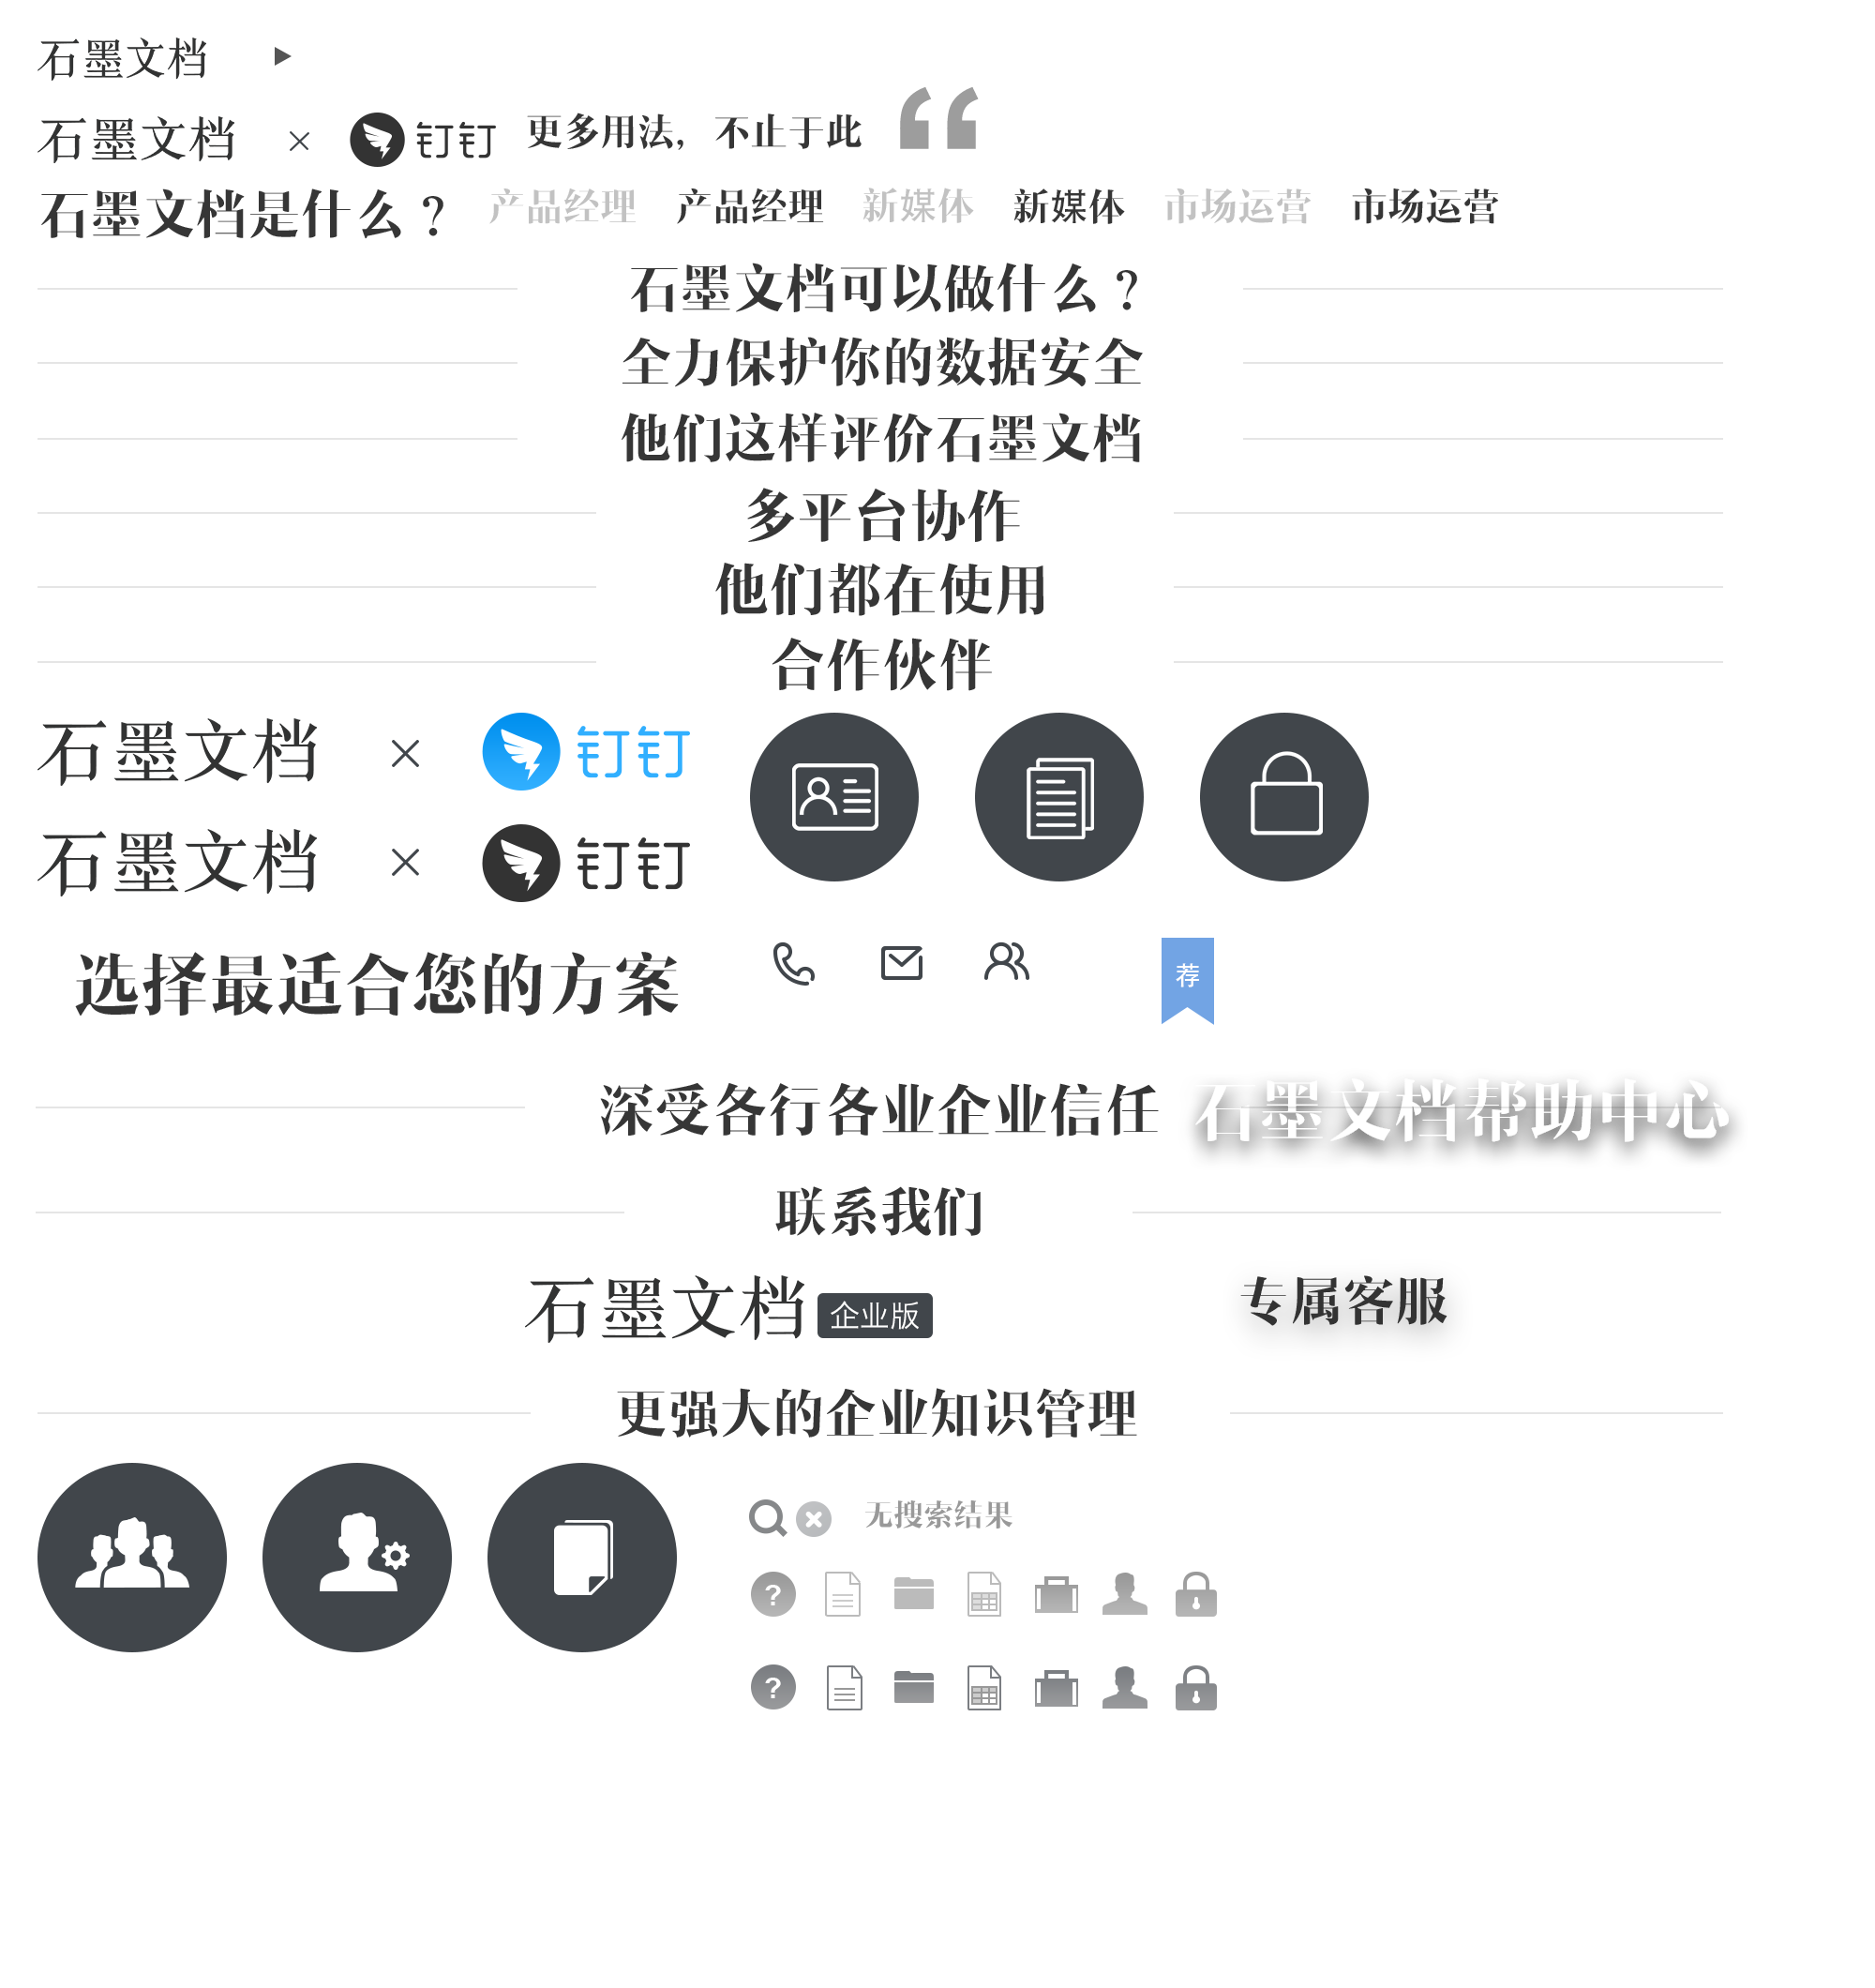 石墨文档
石墨文档 × 钉钉 更多用法，不止于此 “
石墨文档是什么？ 产品经理 产品经理 新媒体 新媒体 市场运营 市场运营
石墨文档可以做什么？
全力保护你的数据安全
他们这样评价石墨文档
多平台协作
他们都在使用
合作伙伴
石墨文档 × 钉钉
石墨文档 × 钉钉
选择最适合您的方案 荐
深受各行各业企业信任 石墨文档帮助中心
联系我们
石墨文档 企业版 专属客服
更强大的企业知识管理
无搜索结果
?
?